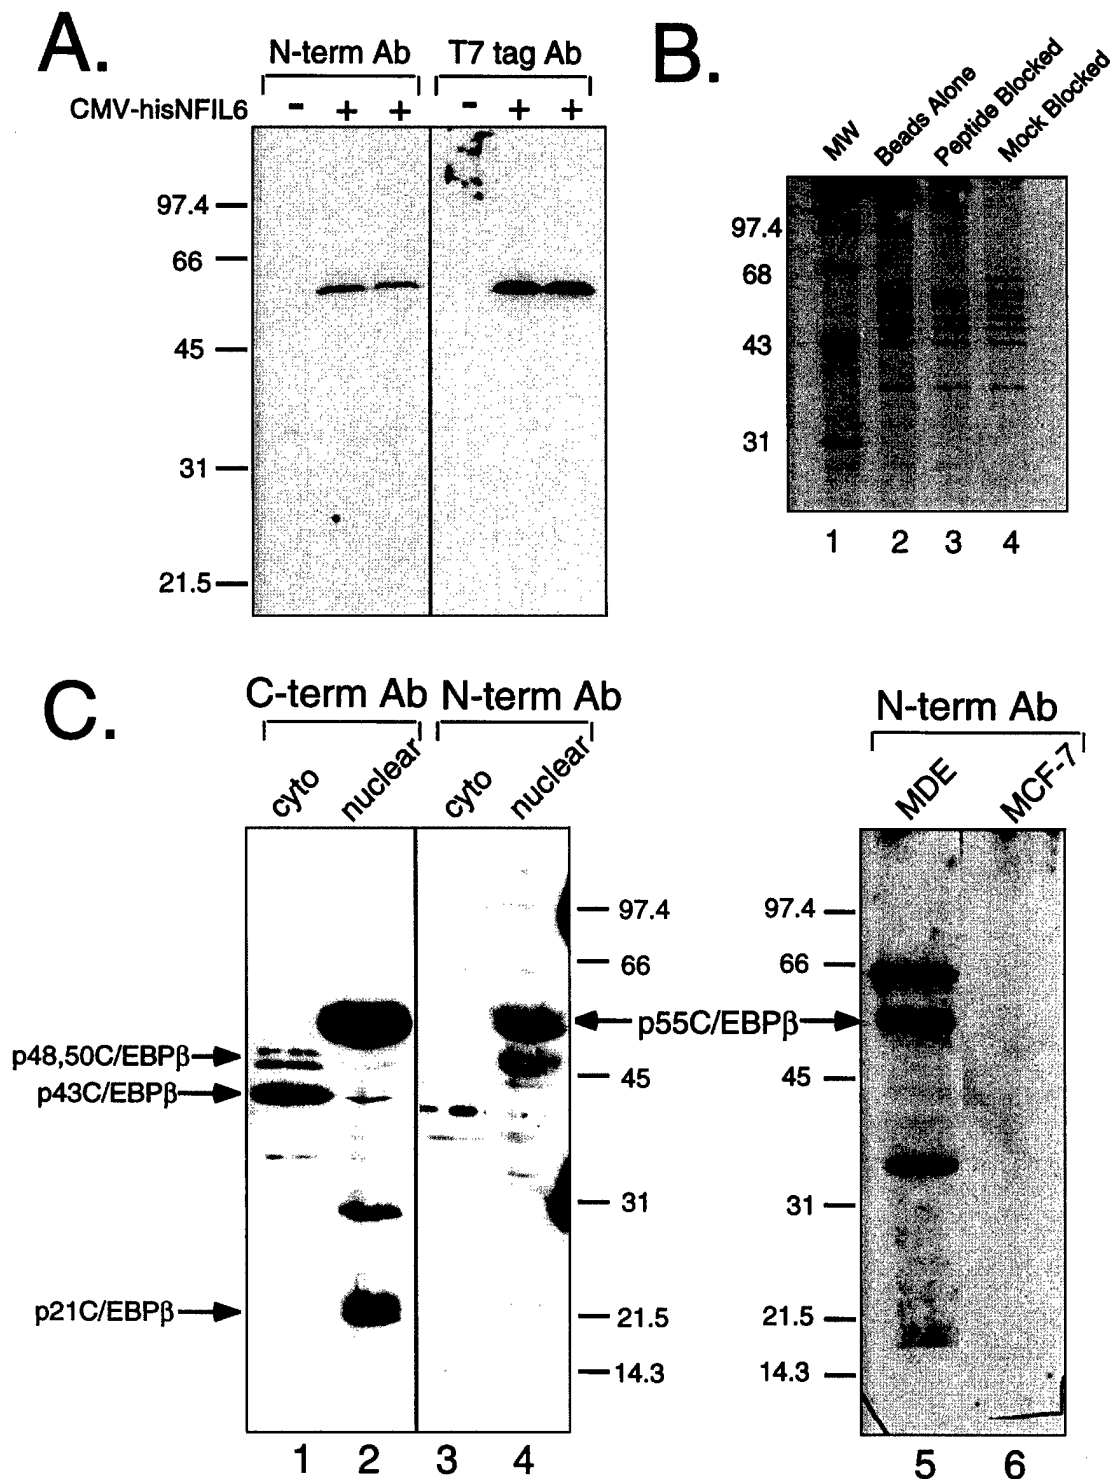 A.
N-term Ab
T7 tag Ab
CMV-hisNFIL6 - + + - + +
97.4
66
45
31
21.5
B.
MW
Beads Alone
Peptide Blocked
Mock Blocked
97.4
68
43
31
1 2 3 4
C.
C-term Ab
N-term Ab
cyto
nuclear
cyto
nuclear
p48,50C/EBPβ
p43C/EBPβ
p21C/EBPβ
97.4
66
p55C/EBPβ
45
31
21.5
14.3
1 2 3 4
N-term Ab
MDE
MCF-7
97.4
66
45
31
21.5
14.3
5 6